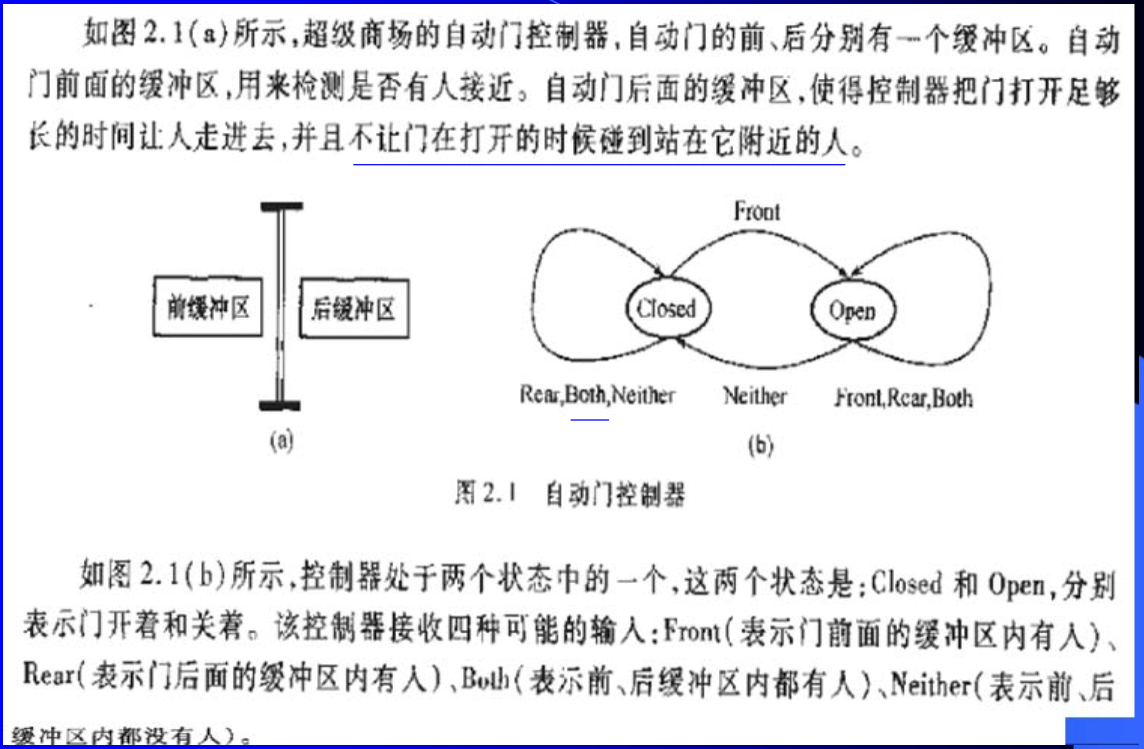 如图2.1(a)所示,超级商场的自动门控制器,自动门的前、后分别有一个缓冲区。自动
门前面的缓冲区,用来检测是否有人接近。自动门后面的缓冲区,使得控制器把门打开足够
长的时间让人走进去,并且不让门在打开的时候碰到站在它附近的人。
Front
前缓冲区
后缓冲区
Closed
Open
Rear,Both,Neither
Neither
Front,Rear,Both
(a)
(b)
图2.1 自动门控制器
如图2.1(b)所示,控制器处于两个状态中的一个,这两个状态是:Closed 和 Open,分别
表示门开着和关着。该控制器接收四种可能的输入:Front(表示门前面的缓冲区内有人)、
Rear(表示门后面的缓冲区内有人)、Both(表示前、后缓冲区内都有人)、Neither(表示前、后
缓冲区内都没有人)。